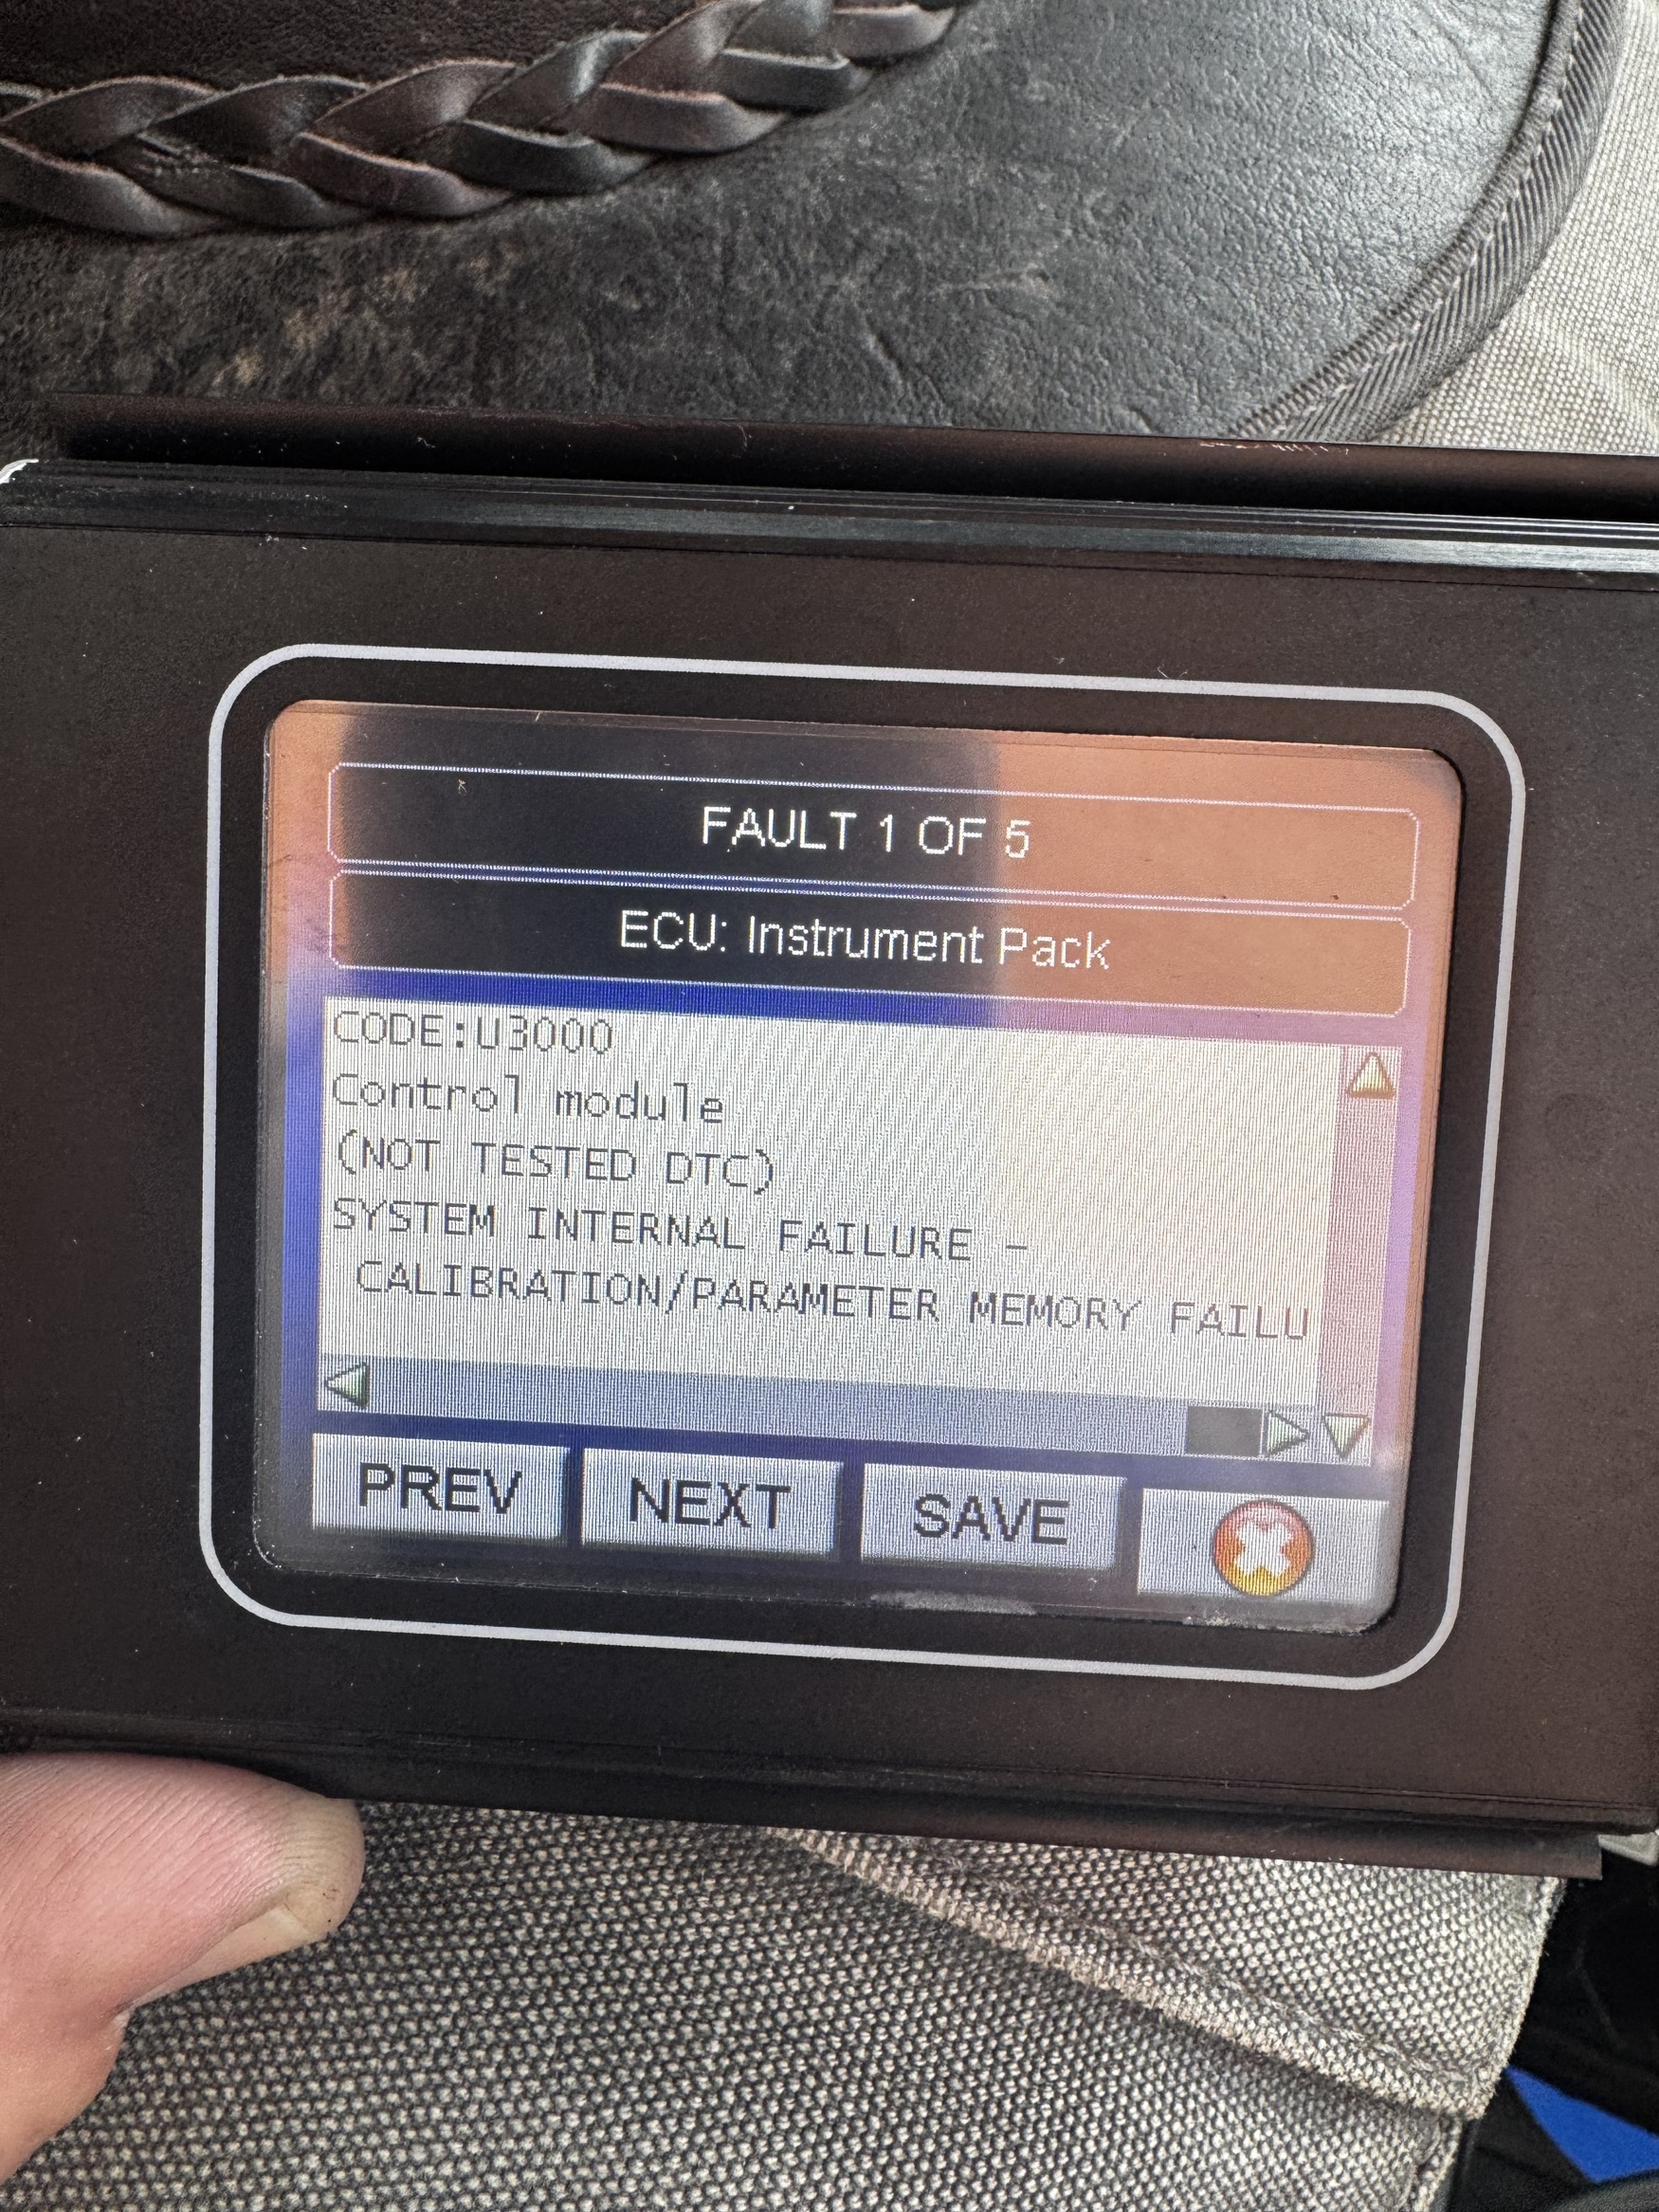 FAULT 1 OF 5
ECU: Instrument Pack
CODE:U3000
Control module
(NOT TESTED DTC)
SYSTEM INTERNAL FAILURE -
CALIBRATION/PARAMETER MEMORY FAILU
PREV NEXT SAVE